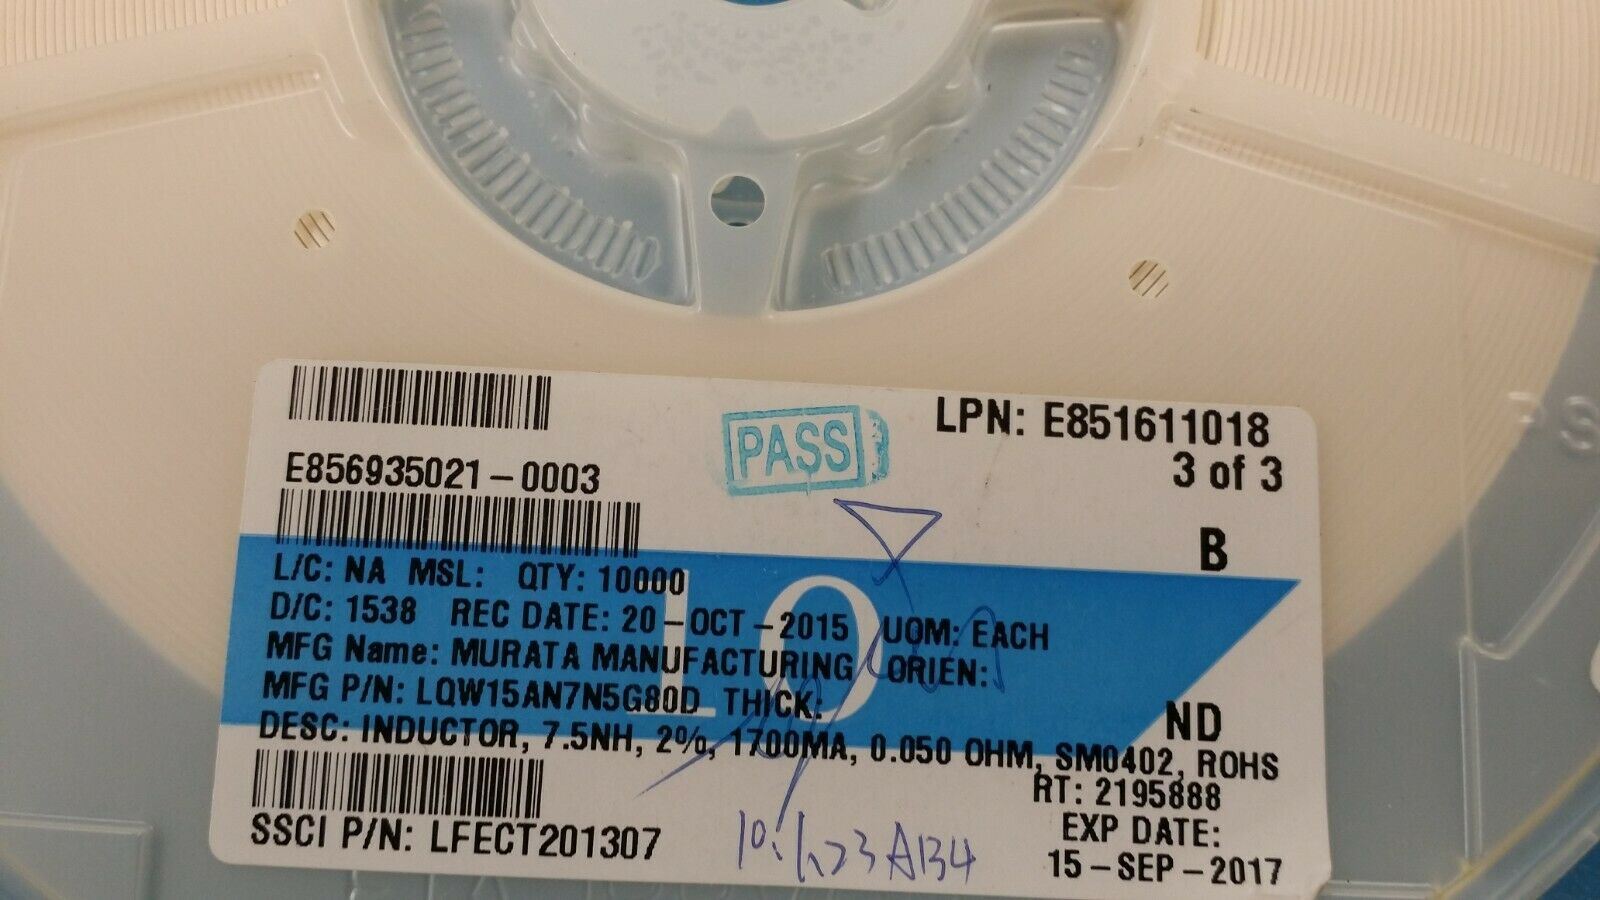 LPN: E851611018
PASS
E856935021-0003
3 of 3
B
10
L/C: NA MSL: QTY: 10000
D/C: 1538 REC DATE: 20-OCT-2015 UOM: EACH
MFG Name: MURATA MANUFACTURING ORIEN:
MFG P/N: LQW15AN7N5G80D THICK:
ND
DESC: INDUCTOR, 7.5NH, 2%, 1700MA, 0.050 OHM, SM0402, ROHS
RT: 2195888
SSCI P/N: LFECT201307
EXP DATE:
15-SEP-2017